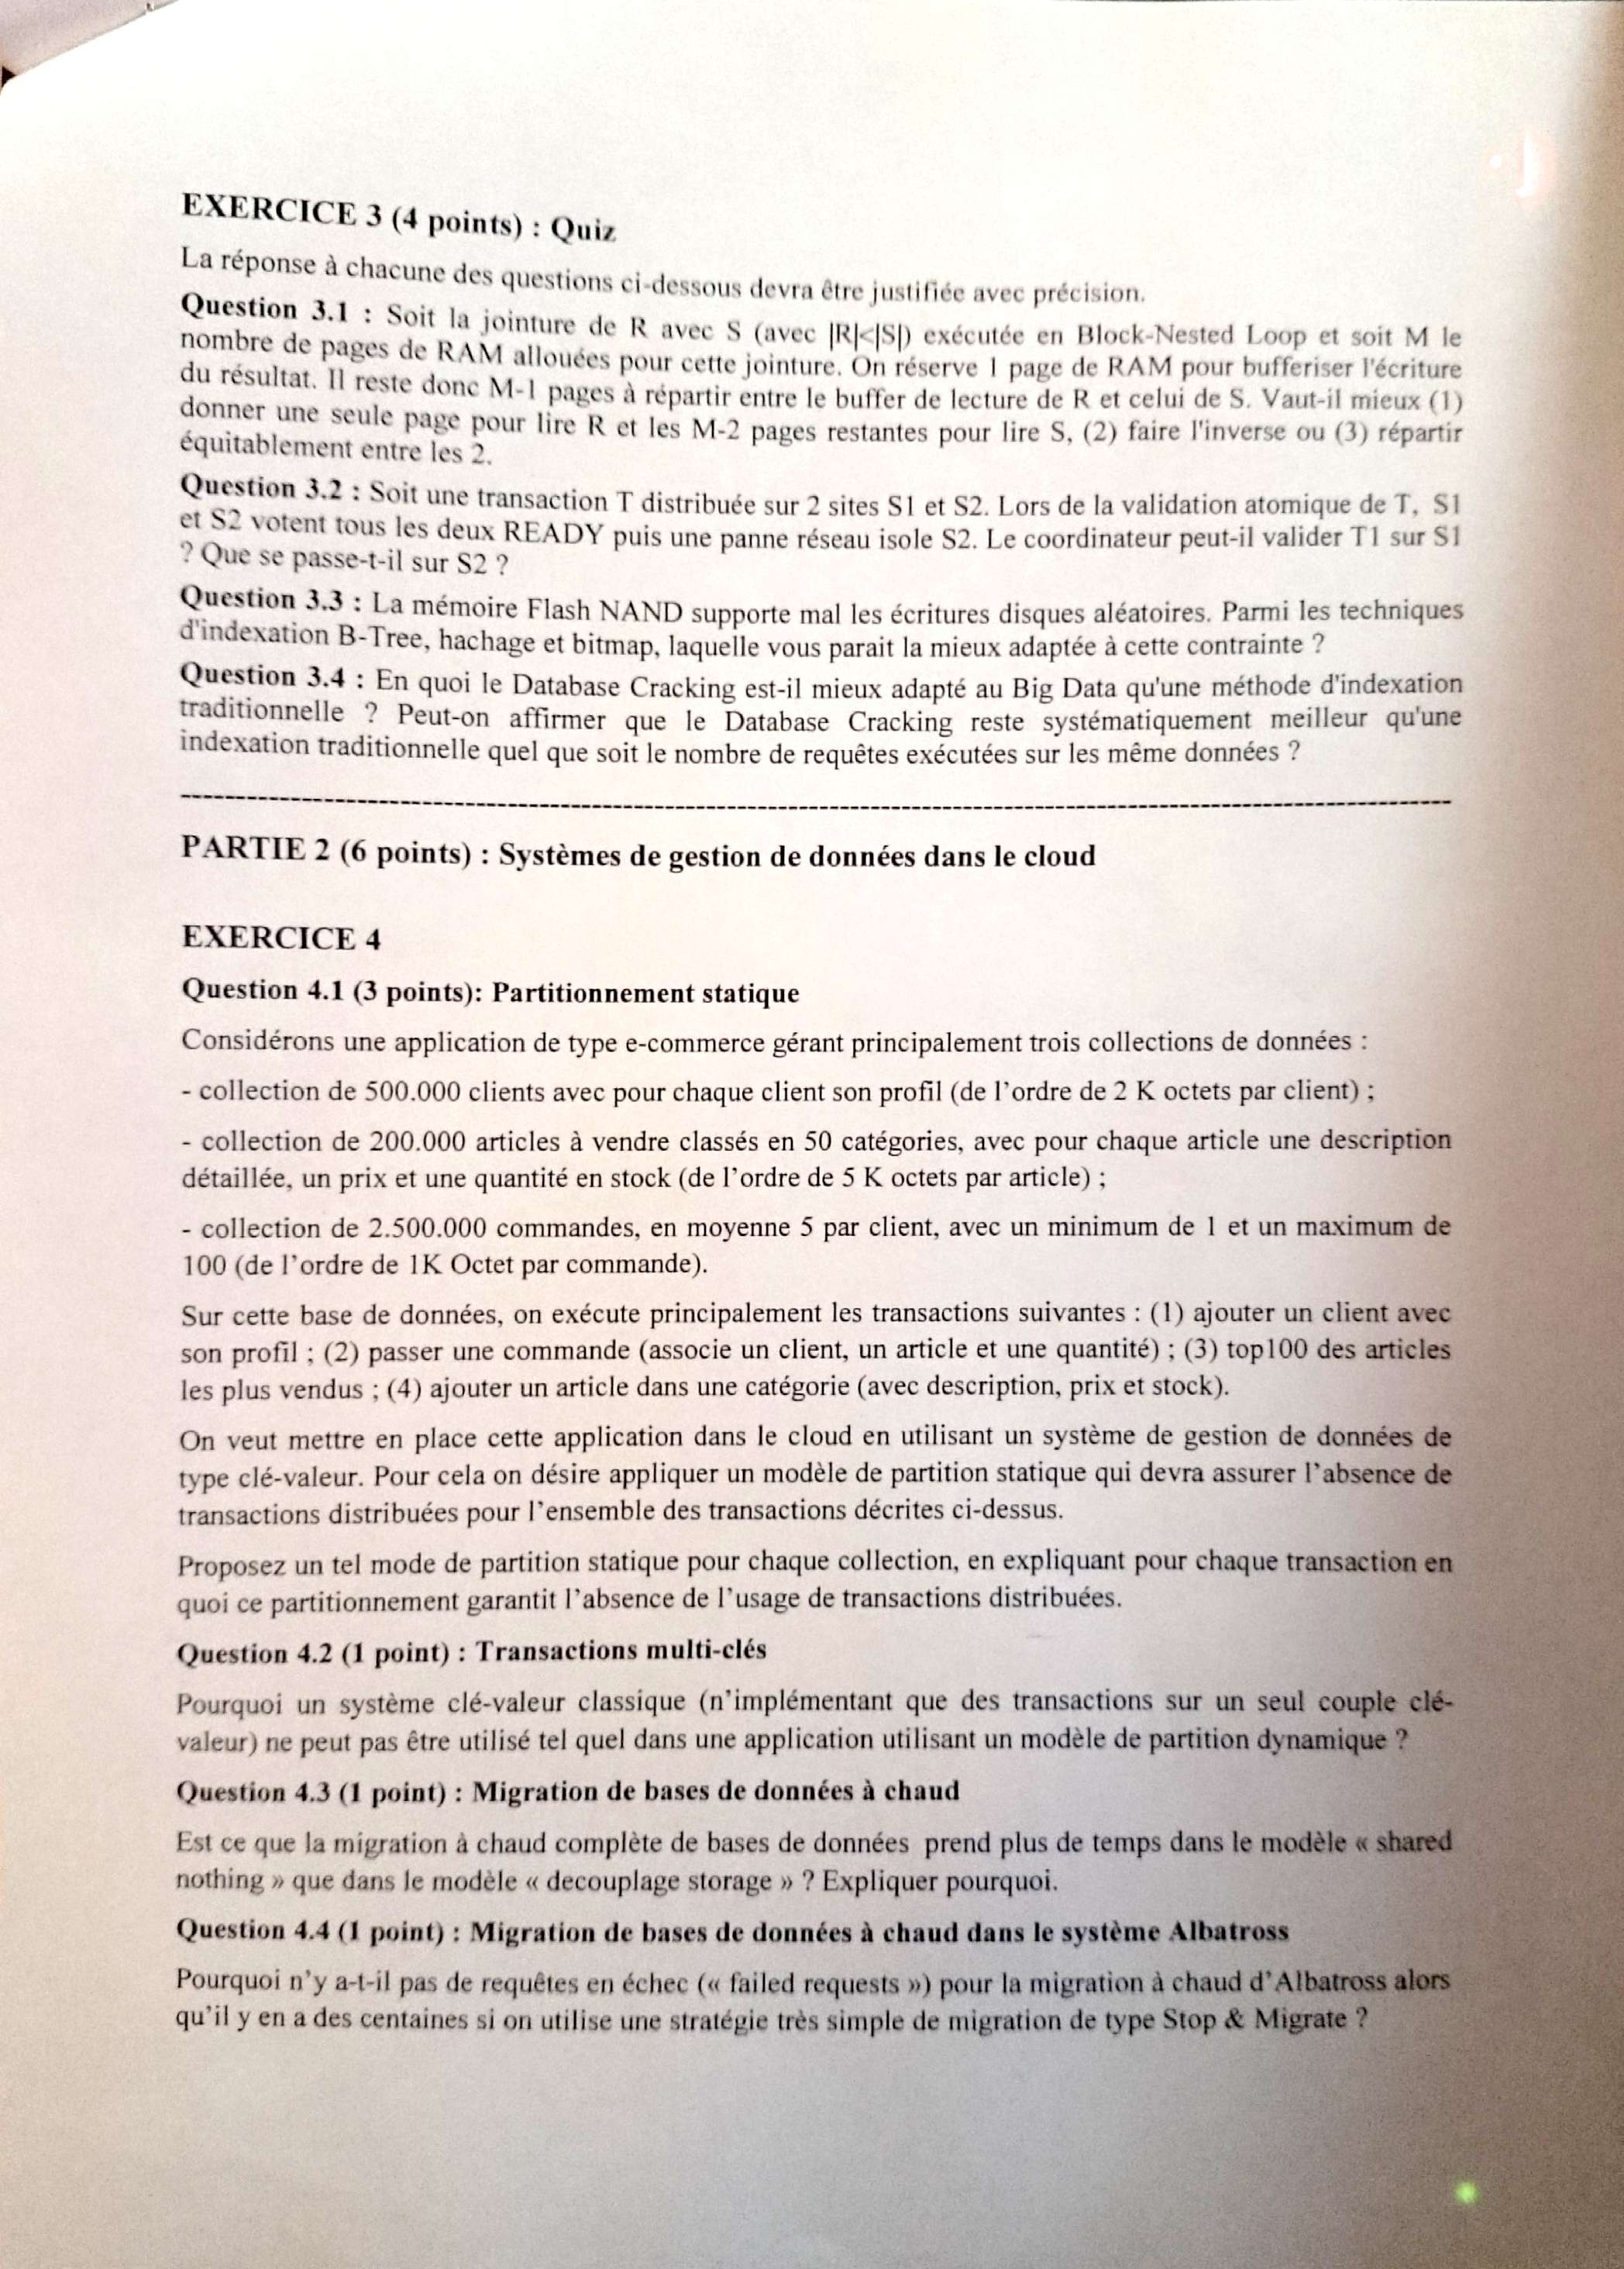 EXERCICE 3 (4 points) : Quiz
La réponse à chacune des questions ci-dessous devra être justifiée avec précision.
Question 3.1 : Soit la jointure de R avec S (avec |R|<|S|) exécutée en Block-Nested Loop et soit M le
nombre de pages de RAM allouées pour cette jointure. On réserve 1 page de RAM pour bufferiser l'écriture
du résultat. Il reste donc M-1 pages à répartir entre le buffer de lecture de R et celui de S. Vaut-il mieux (1)
donner une seule page pour lire R et les M-2 pages restantes pour lire S, (2) faire l'inverse ou (3) répartir
équitablement entre les 2.
Question 3.2 : Soit une transaction T distribuée sur 2 sites S1 et S2. Lors de la validation atomique de T, S1
et S2 votent tous les deux READY puis une panne réseau isole S2. Le coordinateur peut-il valider T1 sur S1
? Que se passe-t-il sur S2 ?
Question 3.3 : La mémoire Flash NAND supporte mal les écritures disques aléatoires. Parmi les techniques
d'indexation B-Tree, hachage et bitmap, laquelle vous parait la mieux adaptée à cette contrainte ?
Question 3.4 : En quoi le Database Cracking est-il mieux adapté au Big Data qu'une méthode d'indexation
traditionnelle ? Peut-on affirmer que le Database Cracking reste systématiquement meilleur qu'une
indexation traditionnelle quel que soit le nombre de requêtes exécutées sur les même données ?
PARTIE 2 (6 points) : Systèmes de gestion de données dans le cloud
EXERCICE 4
Question 4.1 (3 points): Partitionnement statique
Considérons une application de type e-commerce gérant principalement trois collections de données :
- collection de 500.000 clients avec pour chaque client son profil (de l’ordre de 2 K octets par client) ;
- collection de 200.000 articles à vendre classés en 50 catégories, avec pour chaque article une description
détaillée, un prix et une quantité en stock (de l’ordre de 5 K octets par article) ;
- collection de 2.500.000 commandes, en moyenne 5 par client, avec un minimum de 1 et un maximum de
100 (de l’ordre de 1K Octet par commande).
Sur cette base de données, on exécute principalement les transactions suivantes : (1) ajouter un client avec
son profil ; (2) passer une commande (associe un client, un article et une quantité) ; (3) top100 des articles
les plus vendus ; (4) ajouter un article dans une catégorie (avec description, prix et stock).
On veut mettre en place cette application dans le cloud en utilisant un système de gestion de données de
type clé-valeur. Pour cela on désire appliquer un modèle de partition statique qui devra assurer l’absence de
transactions distribuées pour l’ensemble des transactions décrites ci-dessus.
Proposez un tel mode de partition statique pour chaque collection, en expliquant pour chaque transaction en
quoi ce partitionnement garantit l’absence de l’usage de transactions distribuées.
Question 4.2 (1 point) : Transactions multi-clés
Pourquoi un système clé-valeur classique (n’implémentant que des transactions sur un seul couple clé-
valeur) ne peut pas être utilisé tel quel dans une application utilisant un modèle de partition dynamique ?
Question 4.3 (1 point) : Migration de bases de données à chaud
Est ce que la migration à chaud complète de bases de données prend plus de temps dans le modèle « shared
nothing » que dans le modèle « decouplage storage » ? Expliquer pourquoi.
Question 4.4 (1 point) : Migration de bases de données à chaud dans le système Albatross
Pourquoi n’y a-t-il pas de requêtes en échec (« failed requests ») pour la migration à chaud d’Albatross alors
qu’il y en a des centaines si on utilise une stratégie très simple de migration de type Stop & Migrate ?